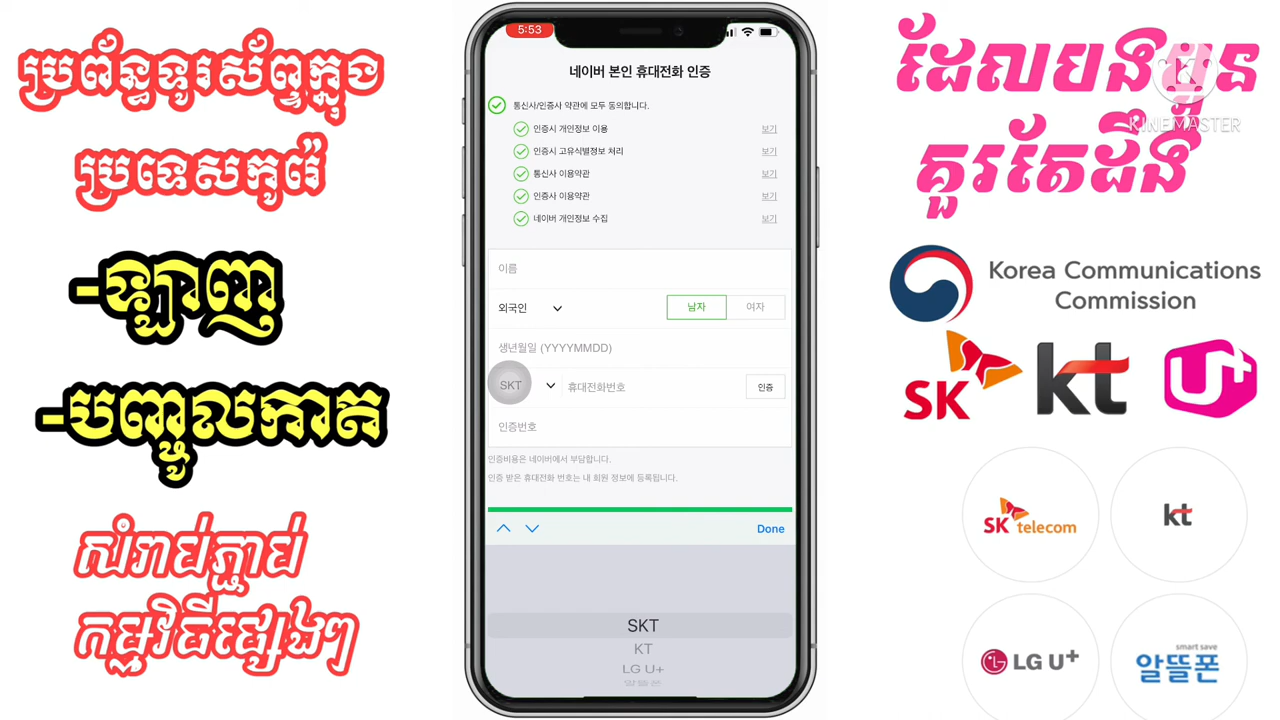 ប្រព័ន្ធទូរស័ព្ទក្នុង
ប្រទេសកូរ៉េ
-ឡាញ
-បញ្ចូលកាត
សំរាប់ភ្ជាប់
កម្មវិធីផ្សេងៗ
5:53
네이버 본인 휴대전화 인증
통신사/인증사 약관에 모두 동의합니다.
인증시 개인정보 이용 보기
인증시 고유식별정보 처리 보기
통신사 이용약관 보기
인증사 이용약관 보기
네이버 개인정보 수집 보기
이름
외국인 남자 여자
생년월일 (YYYYMMDD)
SKT 휴대전화번호 인증
인증번호
인증비용은 네이버에서 부담합니다.
인증 받은 휴대전화 번호는 내 회원 정보에 등록됩니다.
Done
SKT
KT
LG U+
알뜰폰
ដែលបងប្អូន
គួរតែដឹង
KINEMASTER
Korea Communications
Commission
SK kt U+
SK telecom kt
LG U+ smart save
알뜰폰